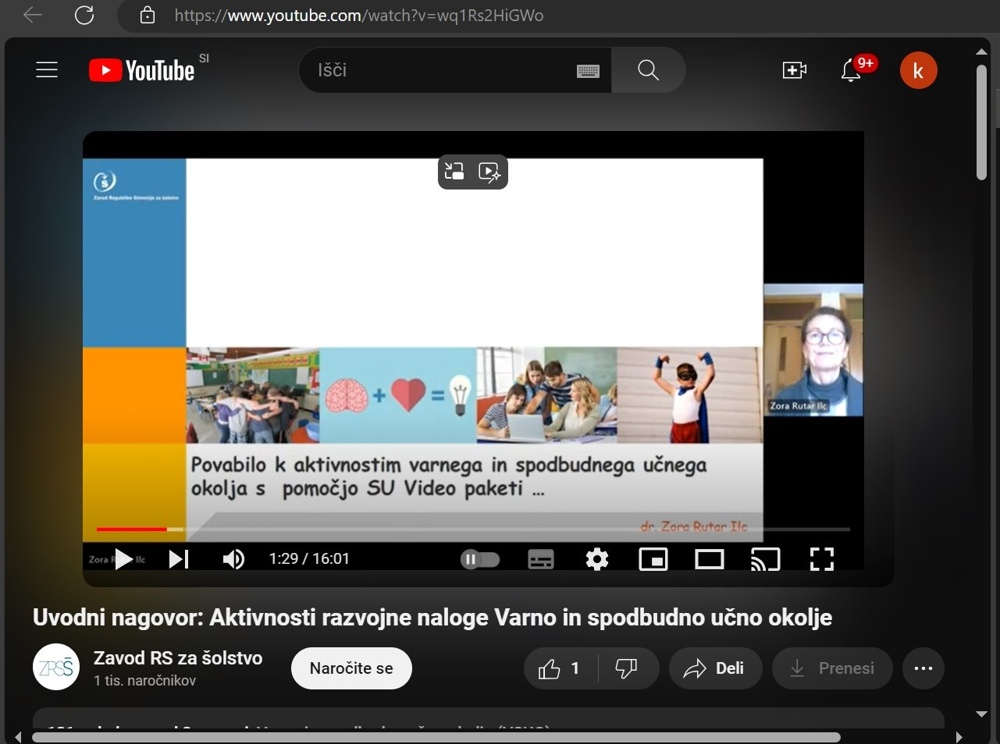 https://www.youtube.com/watch?v=wq1Rs2HiGWo
YouTube SI
Išči
9+
k
Zavod Republike Slovenije za šolstvo
Zora Rutar Ilc
Povabilo k aktivnostim varnega in spodbudnega učnega
okolja s pomočjo SU Video paketi ...
dr. Zora Rutar Ilc
Zora Ilc
1:29 / 16:01
Uvodni nagovor: Aktivnosti razvojne naloge Varno in spodbudno učno okolje
ZRSŠ
Zavod RS za šolstvo
1 tis. naročnikov
Naročite se
1
Deli
Prenesi